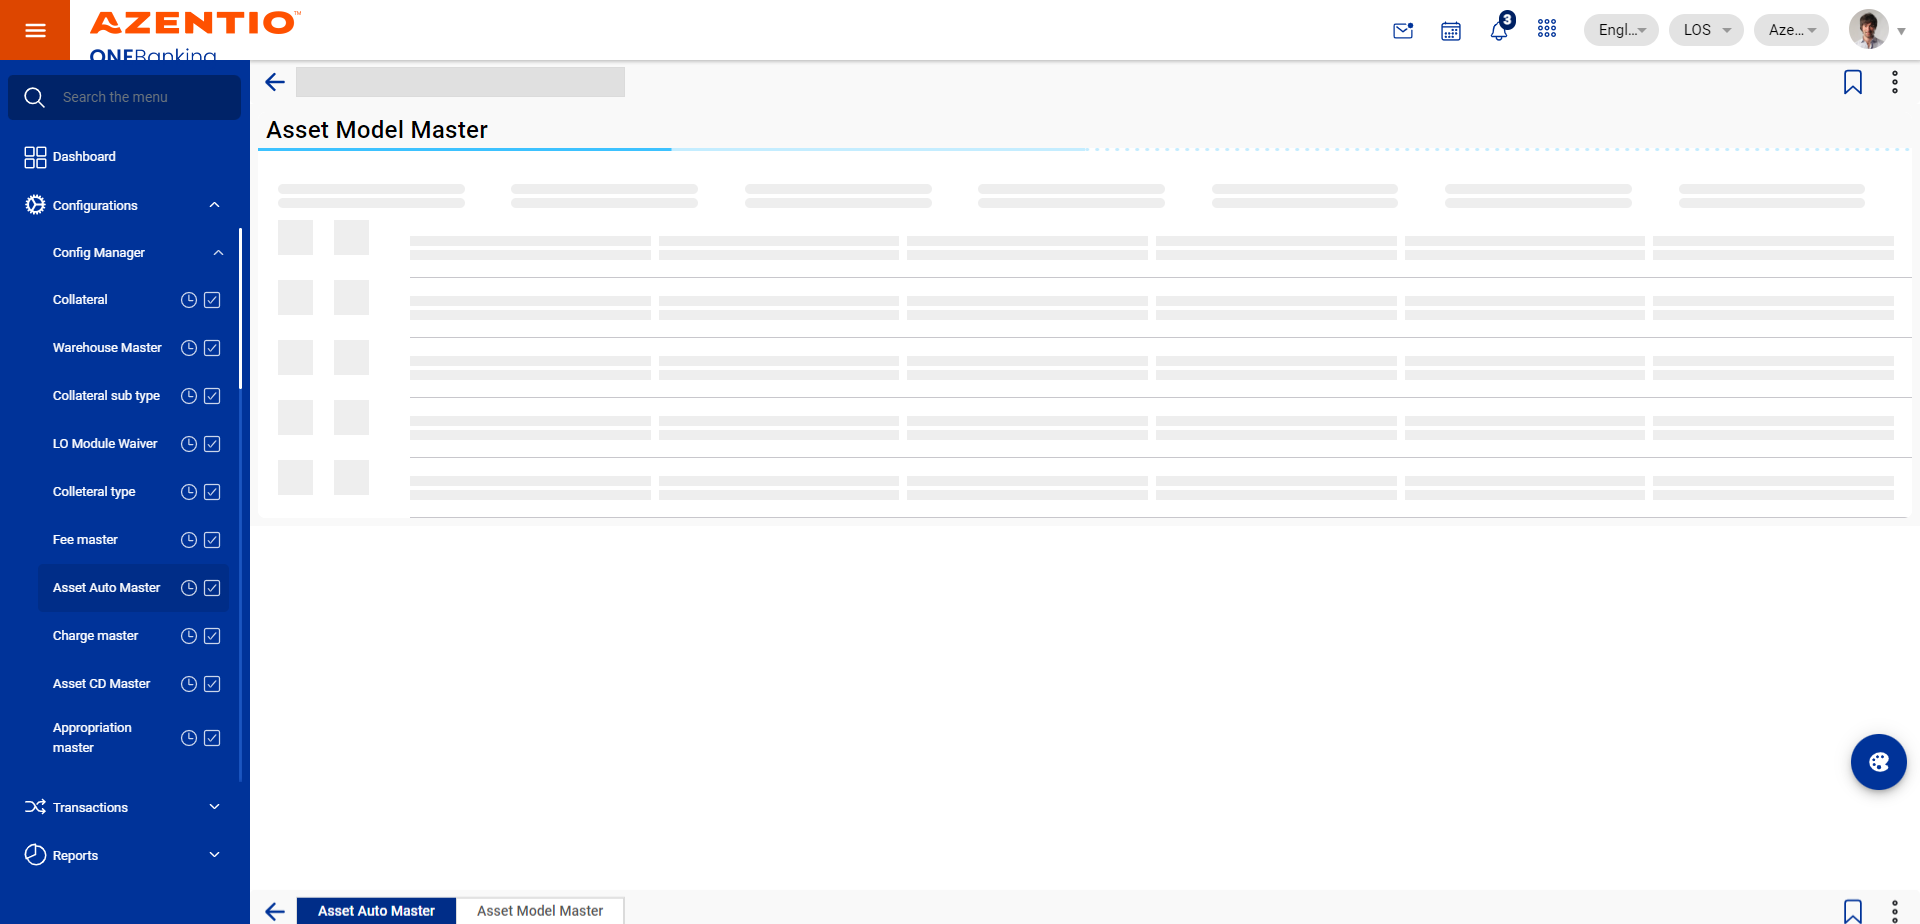 AZENTIO™
ONEBanking
3
Engl...
LOS
Aze...
Search the menu
Dashboard
Configurations
Config Manager
Collateral
Warehouse Master
Collateral sub type
LO Module Waiver
Colleteral type
Fee master
Asset Auto Master
Charge master
Asset CD Master
Appropriation
master
Transactions
Reports
Asset Model Master
Asset Auto Master
Asset Model Master